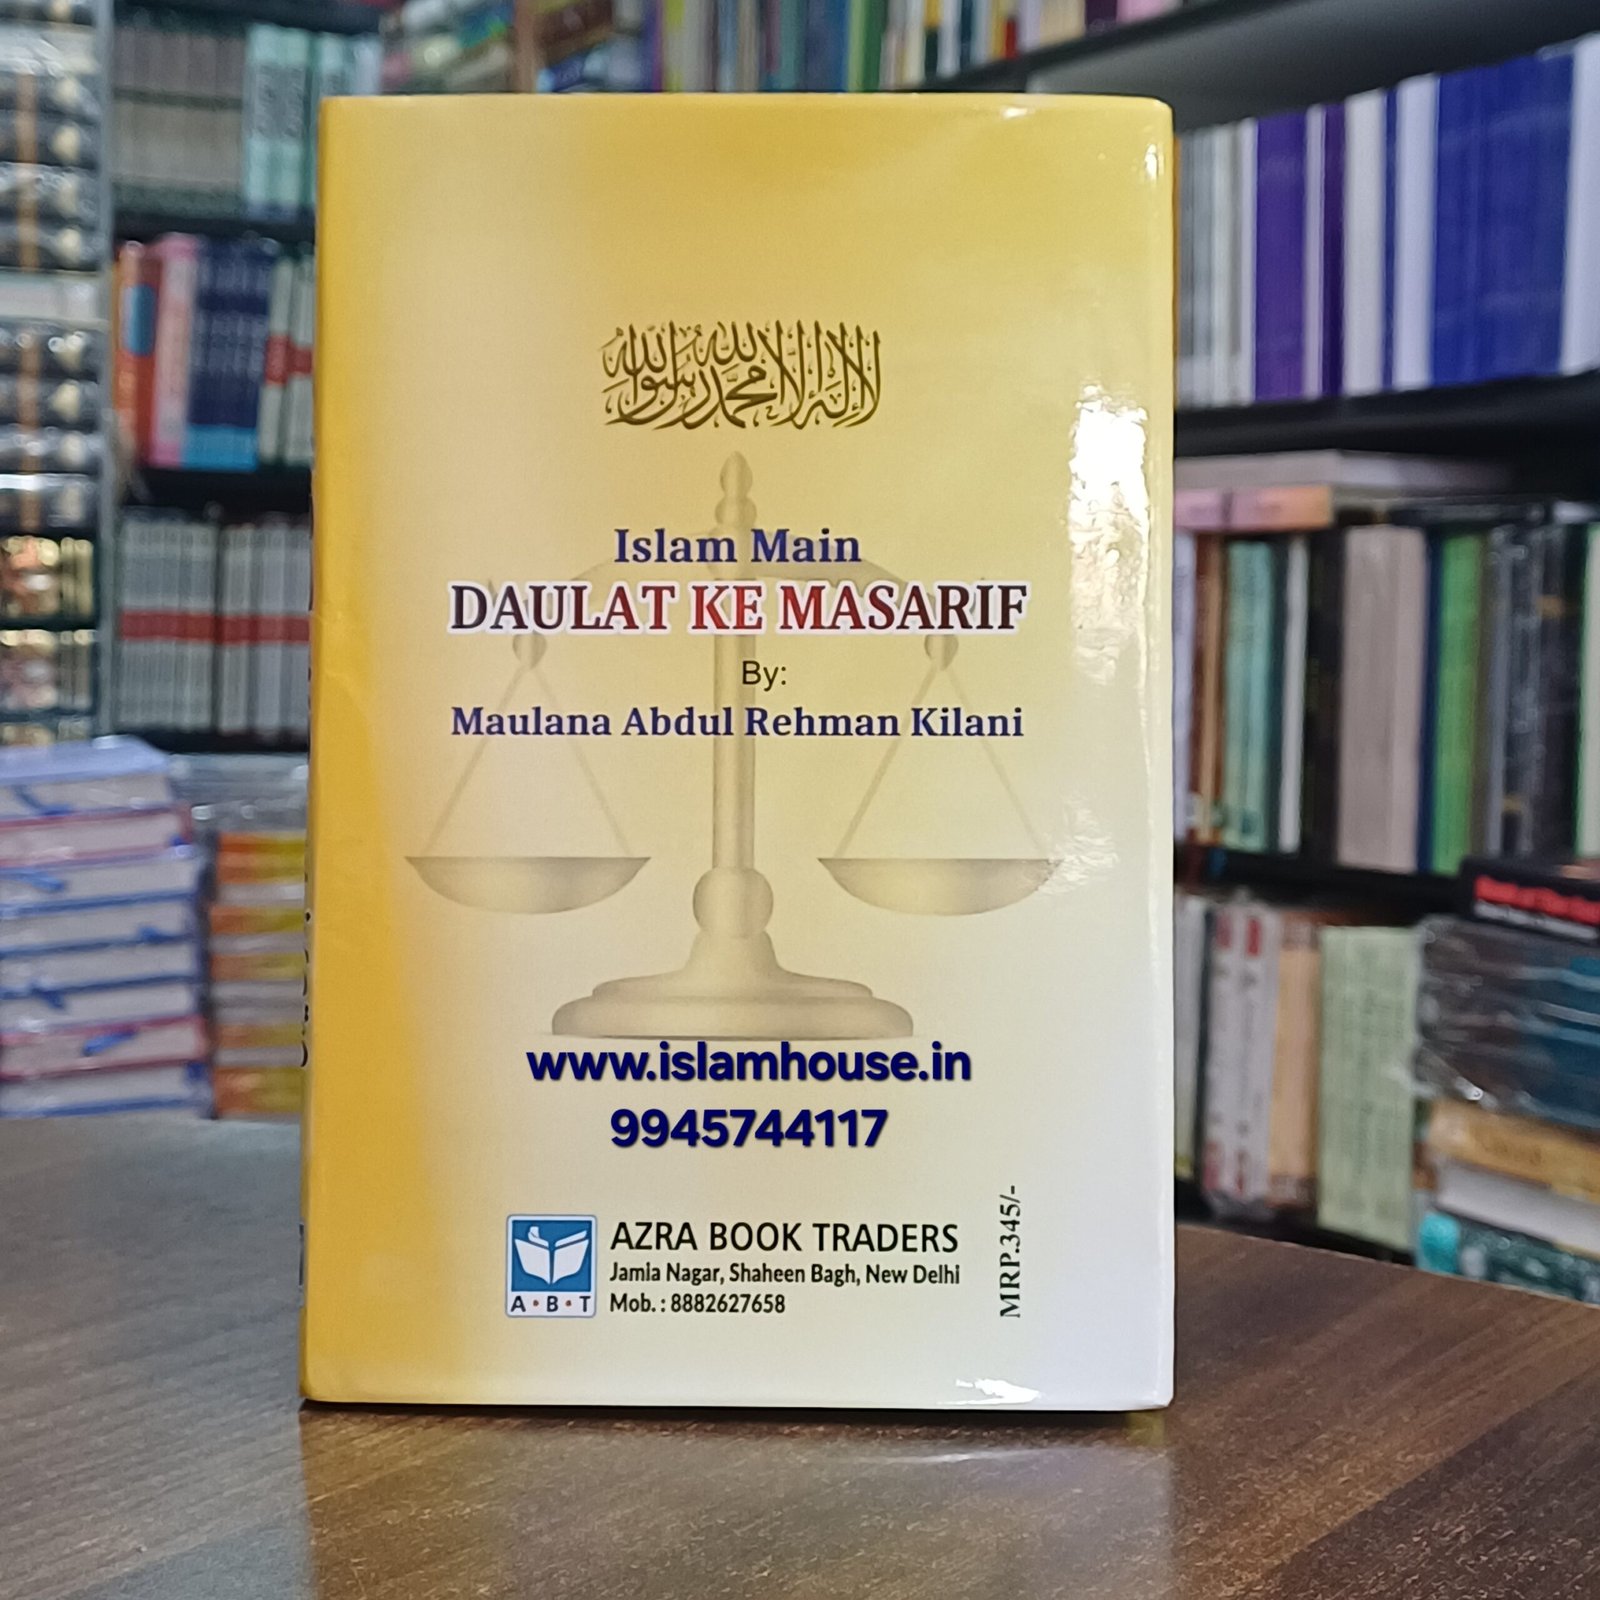 لا إله إلا الله محمد رسول الله
Islam Main
DAULAT KE MASARIF
By:
Maulana Abdul Rehman Kilani
www.islamhouse.in
9945744117
AZRA BOOK TRADERS
Jamia Nagar, Shaheen Bagh, New Delhi
Mob. : 8882627658
A • B • T
MRP.345/-